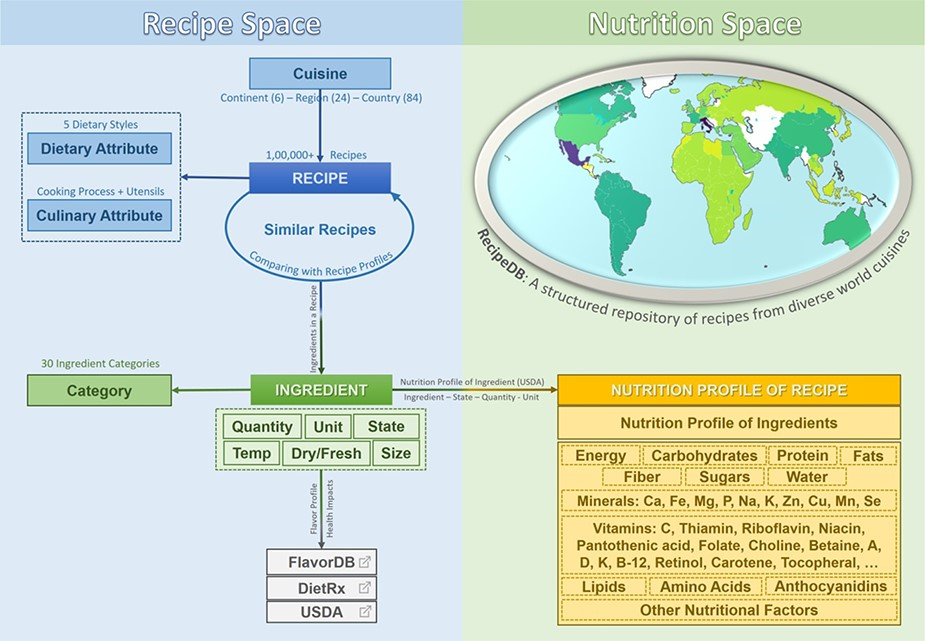 Recipe Space
Nutrition Space
Cuisine
Continent (6) – Region (24) – Country (84)
5 Dietary Styles
Dietary Attribute
Cooking Process + Utensils
Culinary Attribute
1,00,000+ Recipes
RECIPE
Similar Recipes
Comparing with Recipe Profiles
Ingredients in a Recipe
RecipeDB: A structured repository of recipes from diverse world cuisines
30 Ingredient Categories
Category
INGREDIENT
Quantity Unit State
Temp Dry/Fresh Size
Nutrition Profile of Ingredient (USDA)
Ingredient – State – Quantity - Unit
Flavor Profile
Health Impacts
FlavorDB
DietRx
USDA
NUTRITION PROFILE OF RECIPE
Nutrition Profile of Ingredients
Energy Carbohydrates Protein Fats
Fiber Sugars Water
Minerals: Ca, Fe, Mg, P, Na, K, Zn, Cu, Mn, Se
Vitamins: C, Thiamin, Riboflavin, Niacin,
Pantothenic acid, Folate, Choline, Betaine, A,
D, K, B-12, Retinol, Carotene, Tocopheral, ...
Lipids Amino Acids Anthocyanidins
Other Nutritional Factors